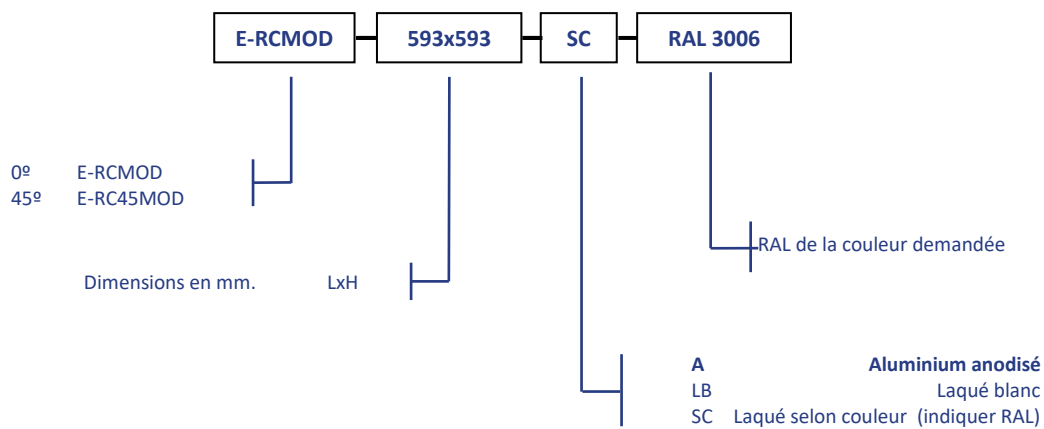 E-RCMOD 593x593 SC RAL 3006
0º E-RCMOD
45º E-RC45MOD
RAL de la couleur demandée
Dimensions en mm. LxH
A Aluminium anodisé
LB Laqué blanc
SC Laqué selon couleur (indiquer RAL)